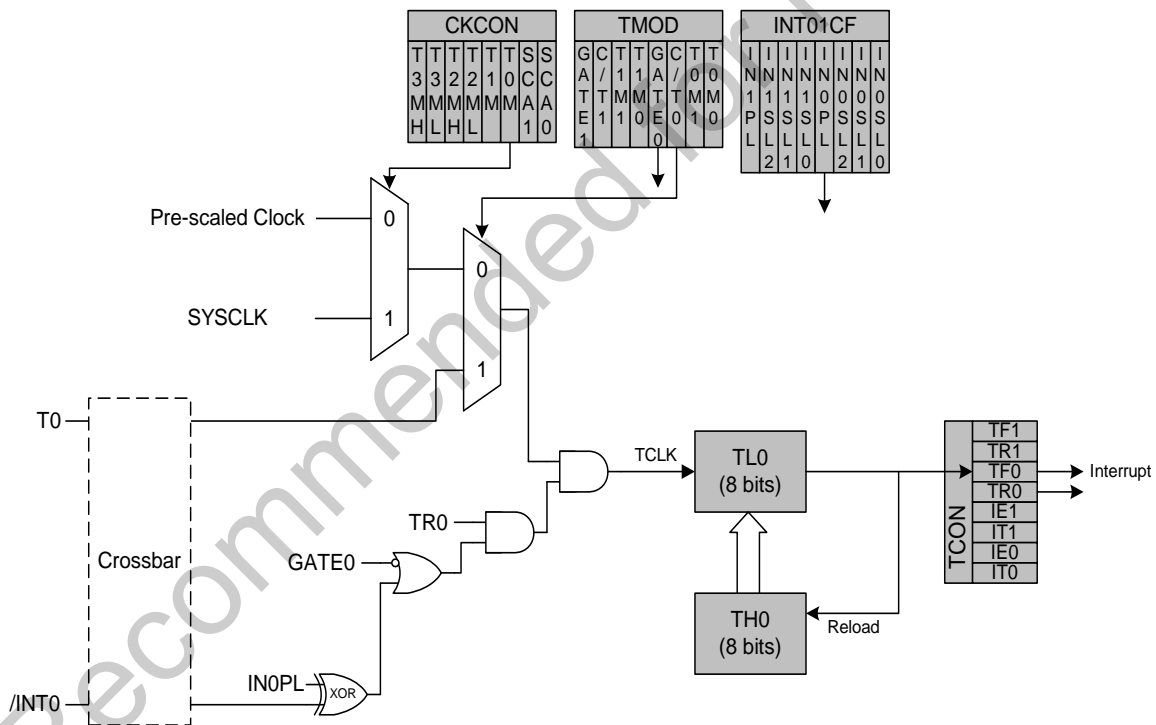 CKCON
T3MH T3ML T2MH T2ML T1M T0M SCA1 SCA0
TMOD
GATE1 C/T1 T1M1 T1M0 GATE0 C/T0 T0M1 T0M0
INT01CF
IN1PL IN1SL2 IN1SL1 IN1SL0 IN0PL IN0SL2 IN0SL1 IN0SL0
Pre-scaled Clock
0
SYSCLK
1
0
1
T0
Crossbar
/INT0
TR0
GATE0
IN0PL
XOR
TCLK
TL0
(8 bits)
TH0
(8 bits)
Reload
TCON
TF1
TR1
TF0
TR0
IE1
IT1
IE0
IT0
Interrupt
Recommended for